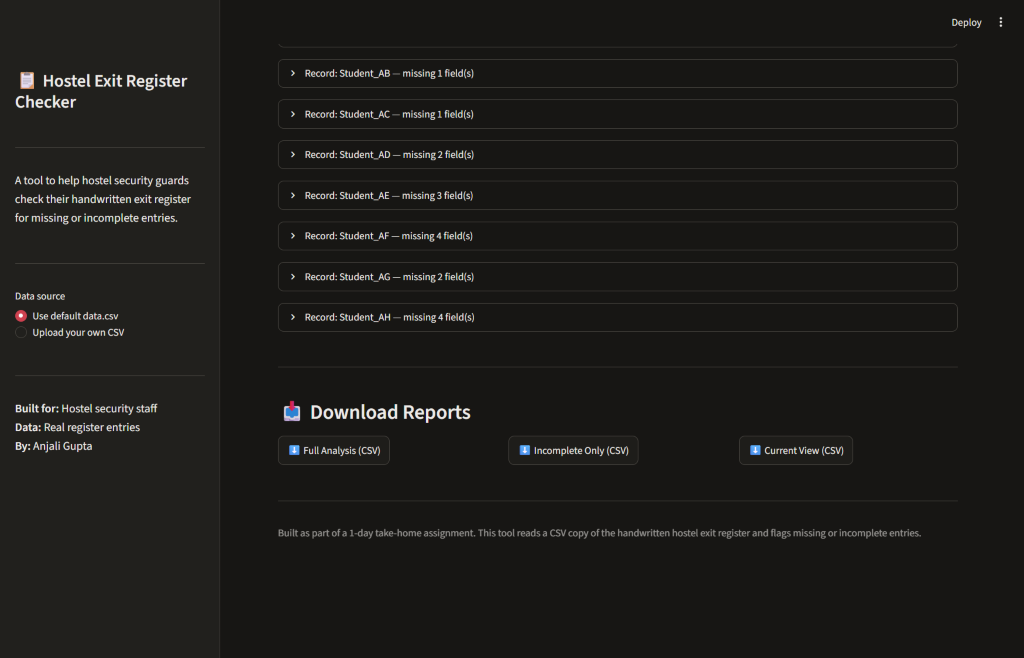 Deploy
📋 Hostel Exit Register
Checker
A tool to help hostel security guards
check their handwritten exit register
for missing or incomplete entries.
Data source
Use default data.csv
Upload your own CSV
Built for: Hostel security staff
Data: Real register entries
By: Anjali Gupta
Record: Student_AB — missing 1 field(s)
Record: Student_AC — missing 1 field(s)
Record: Student_AD — missing 2 field(s)
Record: Student_AE — missing 3 field(s)
Record: Student_AF — missing 4 field(s)
Record: Student_AG — missing 2 field(s)
Record: Student_AH — missing 4 field(s)
📥 Download Reports
⬇️ Full Analysis (CSV)
⬇️ Incomplete Only (CSV)
⬇️ Current View (CSV)
Built as part of a 1-day take-home assignment. This tool reads a CSV copy of the handwritten hostel exit register and flags missing or incomplete entries.